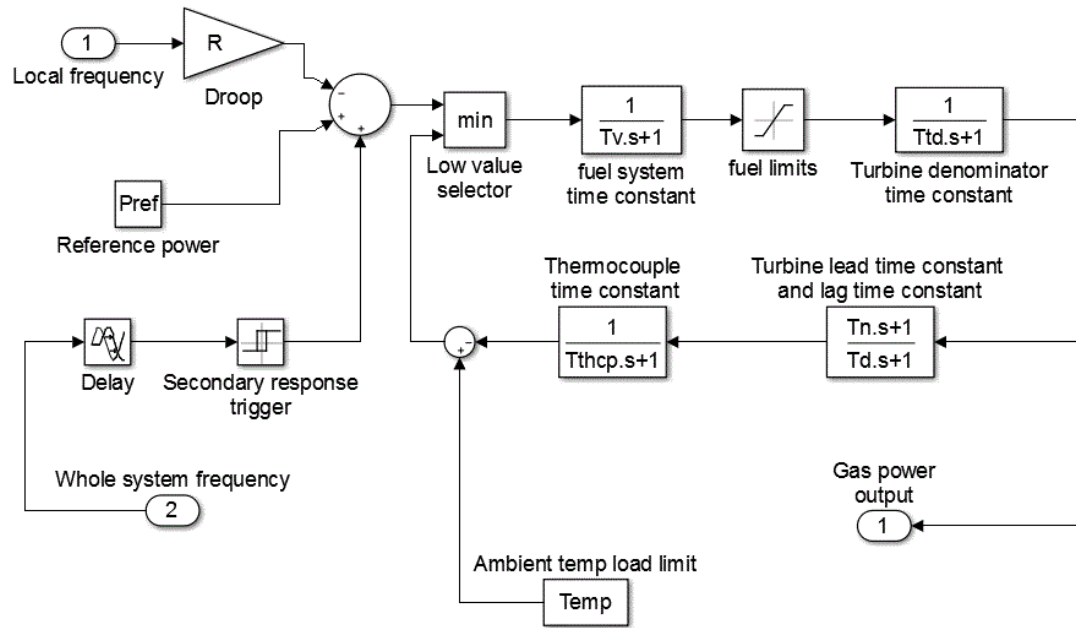 1
Local frequency
R
Droop
−
+
+
Pref
Reference power
min
Low value
selector
1
Tv.s+1
fuel system
time constant
fuel limits
1
Ttd.s+1
Turbine denominator
time constant
Thermocouple
time constant
1
Tthcp.s+1
Turbine lead time constant
and lag time constant
Tn.s+1
Td.s+1
+
−
Delay
Secondary response
trigger
Whole system frequency
2
Gas power
output
1
Ambient temp load limit
Temp